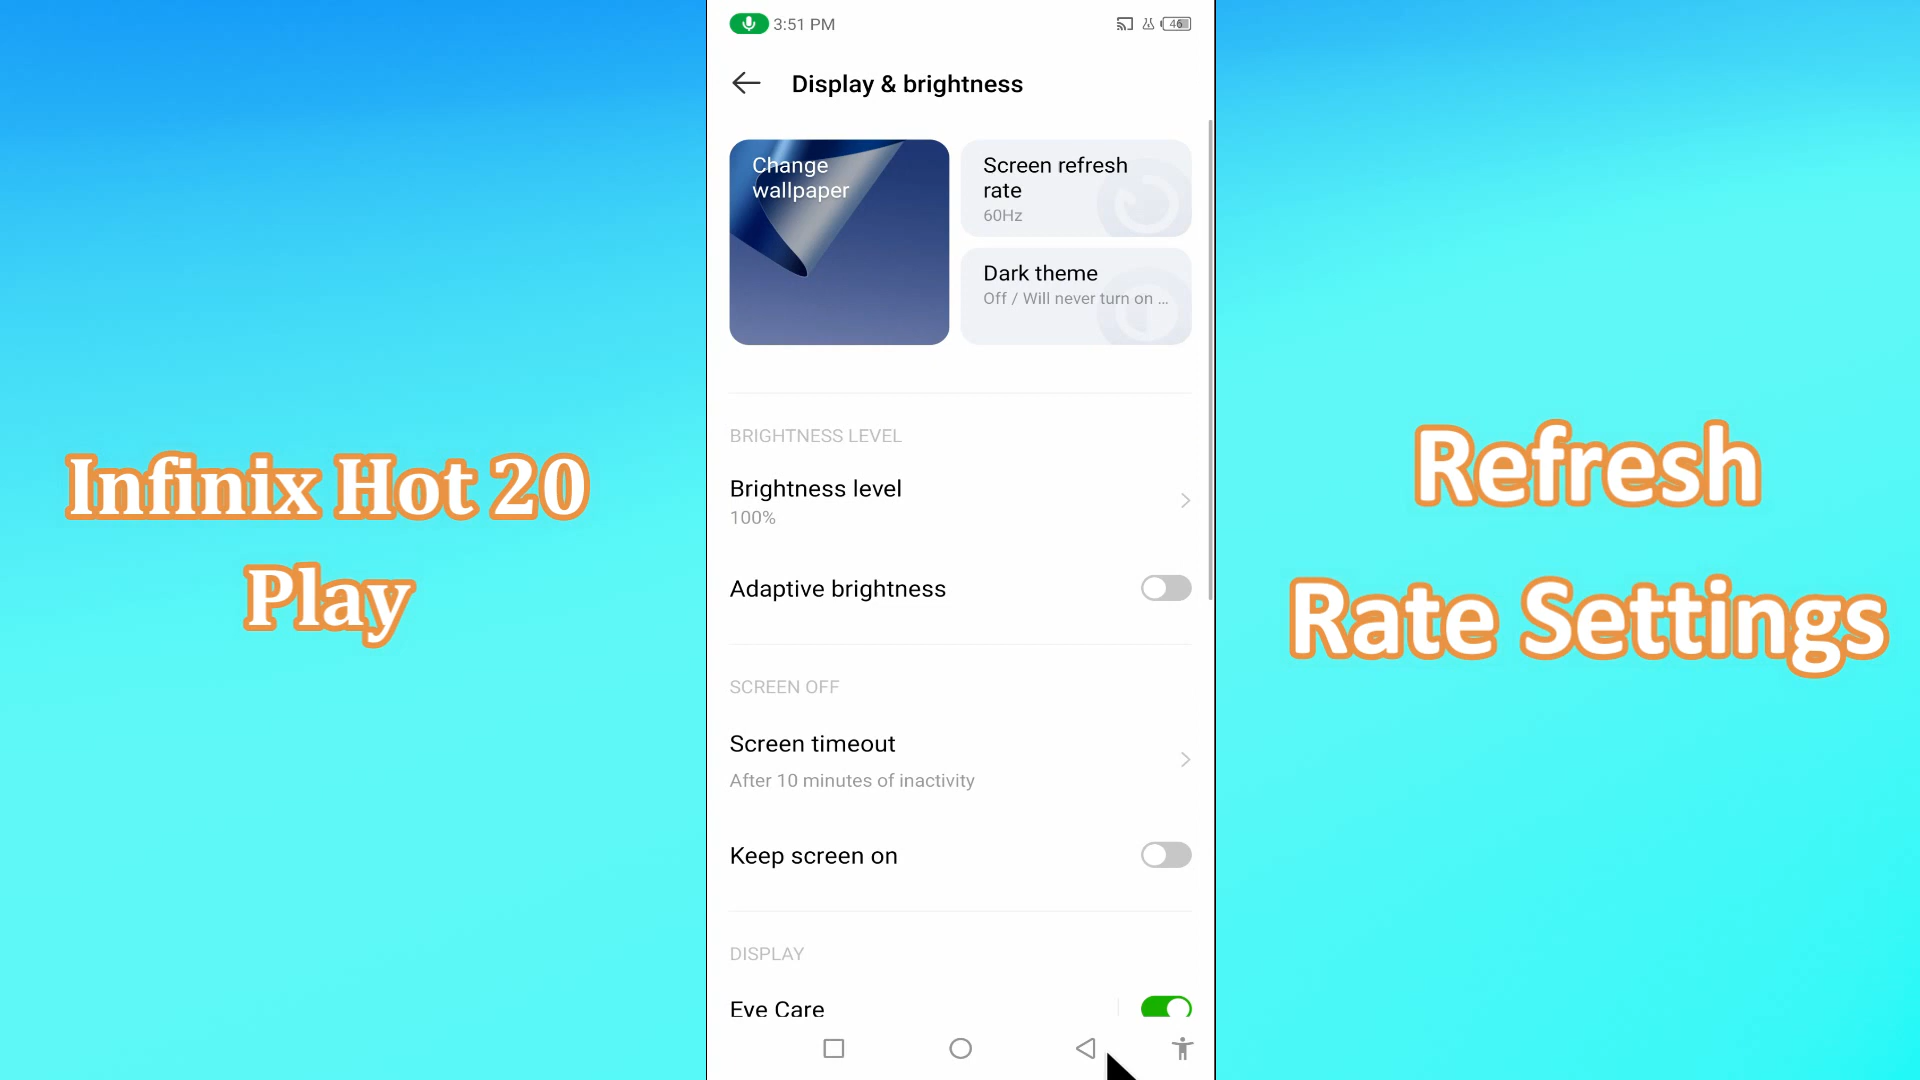 3:51 PM
46
Display & brightness
Change
wallpaper
Screen refresh
rate
60Hz
Dark theme
Off / Will never turn on ...
BRIGHTNESS LEVEL
Brightness level
100%
Adaptive brightness
SCREEN OFF
Screen timeout
After 10 minutes of inactivity
Keep screen on
DISPLAY
Eye Care
Infinix Hot 20
Play
Refresh
Rate Settings